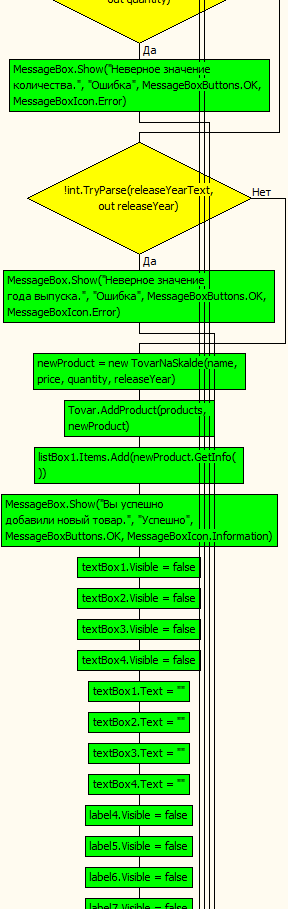 out quantity)
Да
MessageBox.Show("Неверное значение
количества.", "Ошибка", MessageBoxButtons.OK,
MessageBoxIcon.Error)
!int.TryParse(releaseYearText,
out releaseYear)
Нет
Да
MessageBox.Show("Неверное значение
года выпуска.", "Ошибка", MessageBoxButtons.OK,
MessageBoxIcon.Error)
newProduct = new TovarNaSkalde(name,
price, quantity, releaseYear)
Tovar.AddProduct(products,
newProduct)
listBox1.Items.Add(newProduct.GetInfo(
))
MessageBox.Show("Вы успешно
добавили новый товар.", "Успешно",
MessageBoxButtons.OK, MessageBoxIcon.Information)
textBox1.Visible = false
textBox2.Visible = false
textBox3.Visible = false
textBox4.Visible = false
textBox1.Text = ""
textBox2.Text = ""
textBox3.Text = ""
textBox4.Text = ""
label4.Visible = false
label5.Visible = false
label6.Visible = false
label7.Visible = false